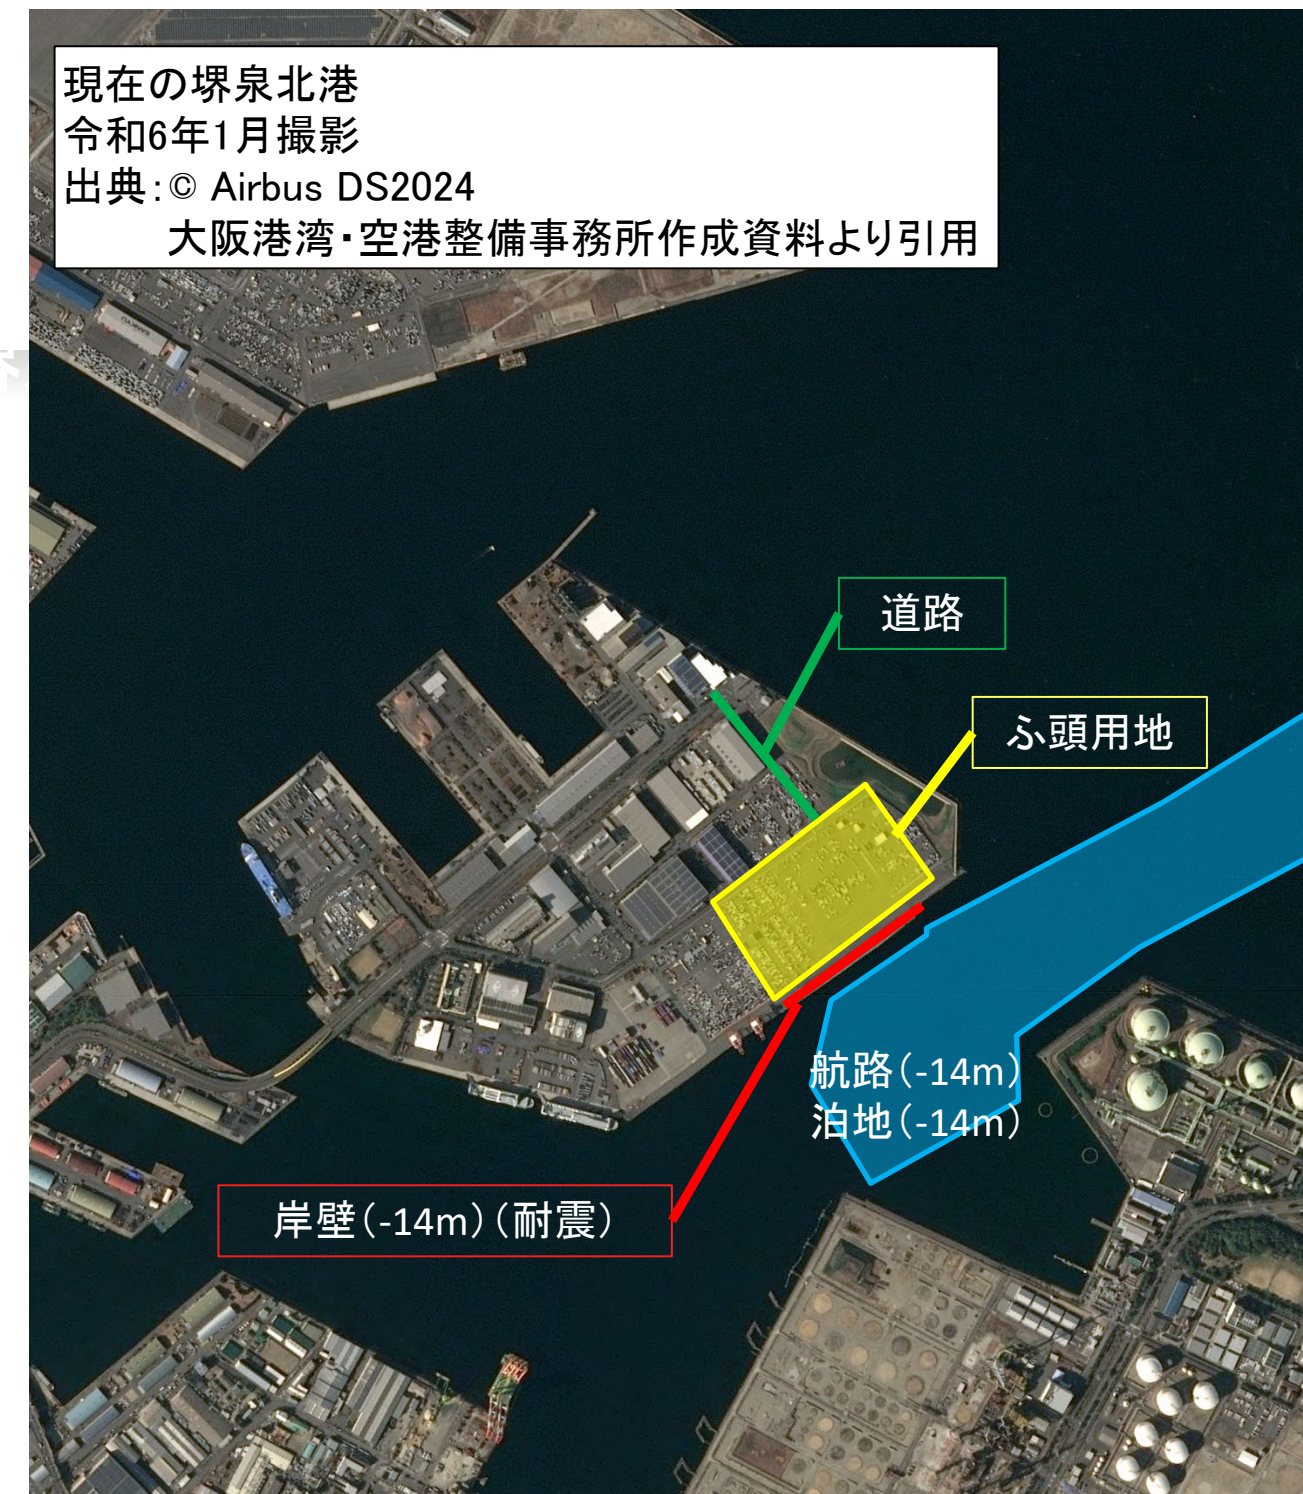 現在の堺泉北港
令和6年1月撮影
出典:© Airbus DS2024
大阪港湾・空港整備事務所作成資料より引用
道路
ふ頭用地
航路(-14m)
泊地(-14m)
岸壁(-14m)(耐震)